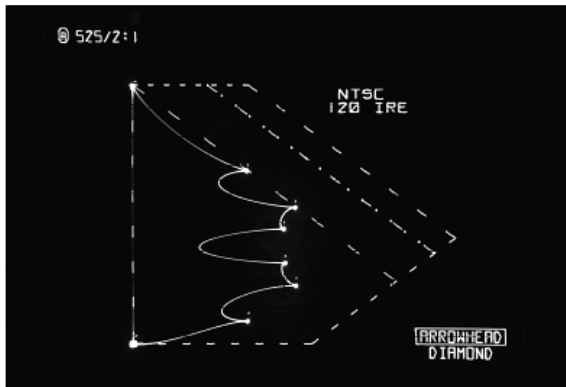 Ⓐ 525/2:1
NTSC
120 IRE
ARROWHEAD
DIAMOND